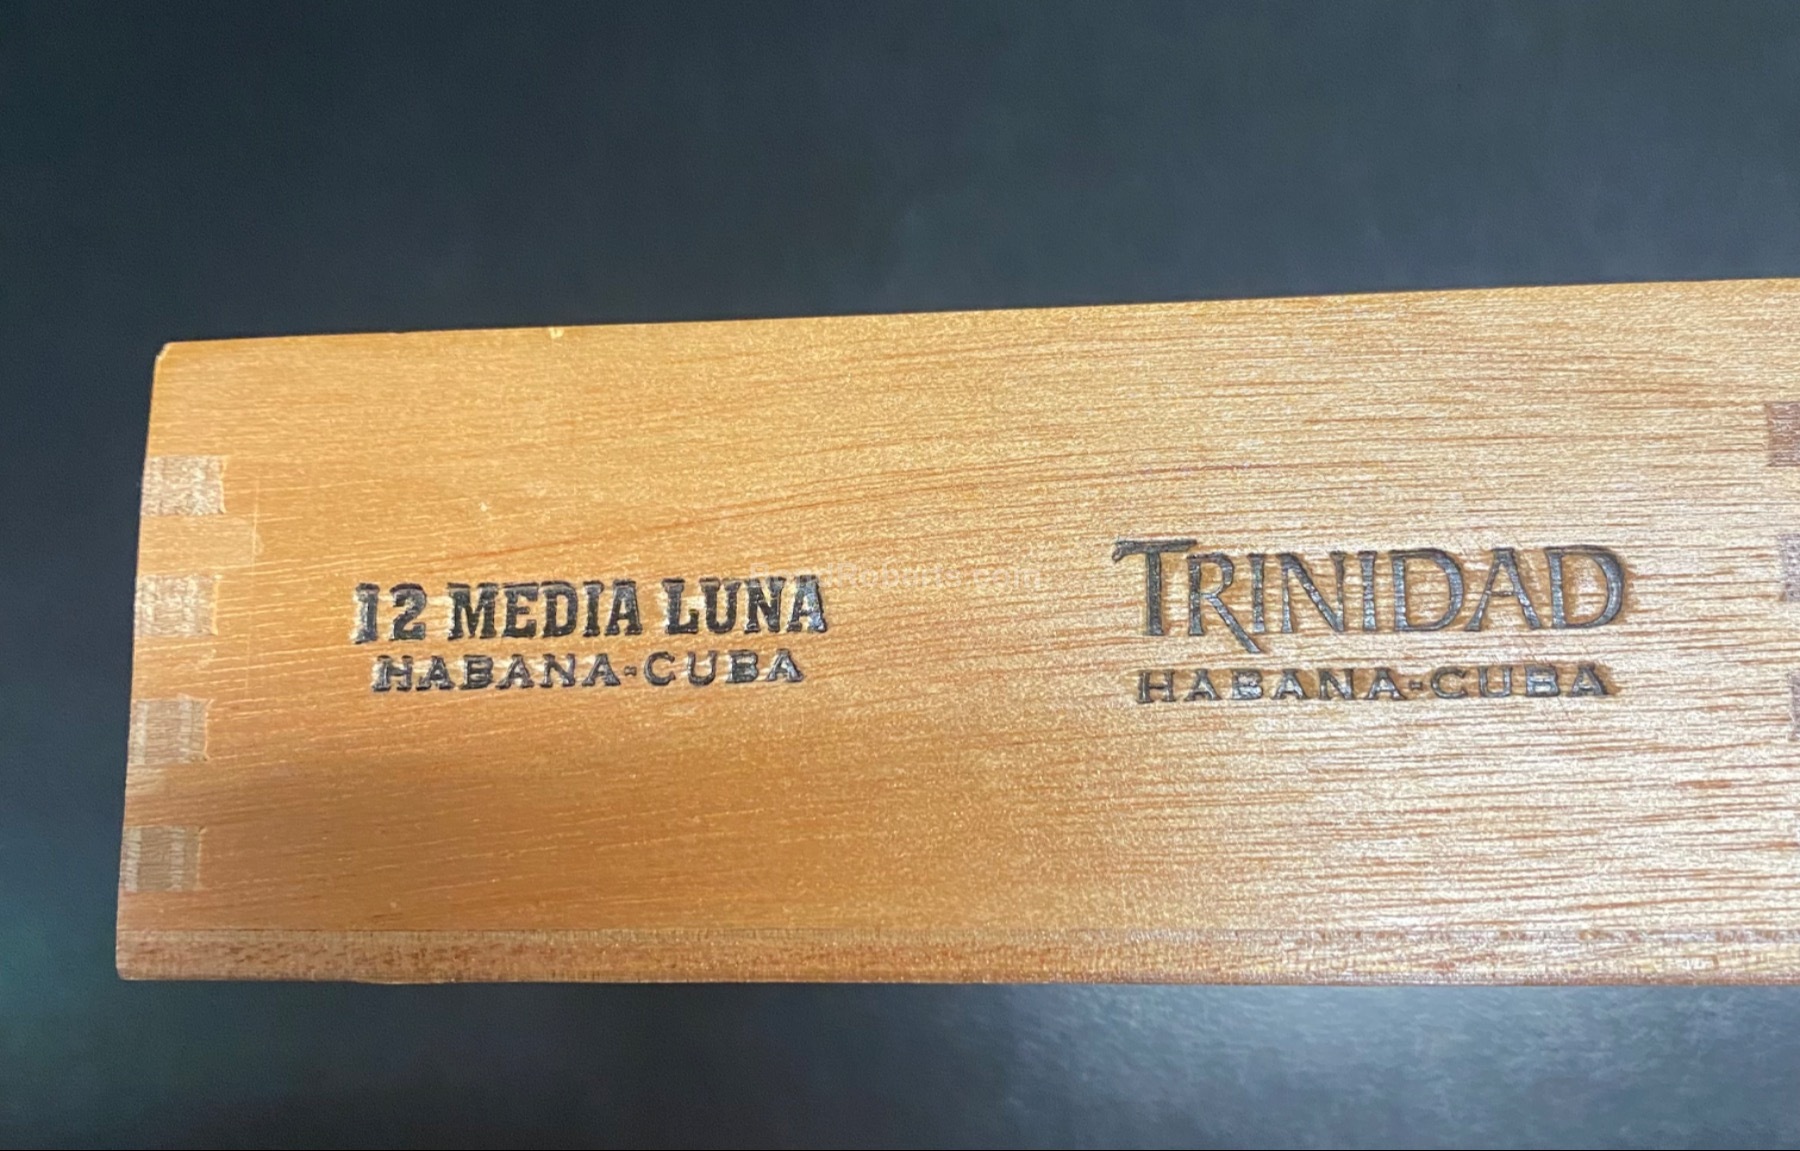 12 MEDIA LUNA
HABANA-CUBA
TRINIDAD
HABANA-CUBA